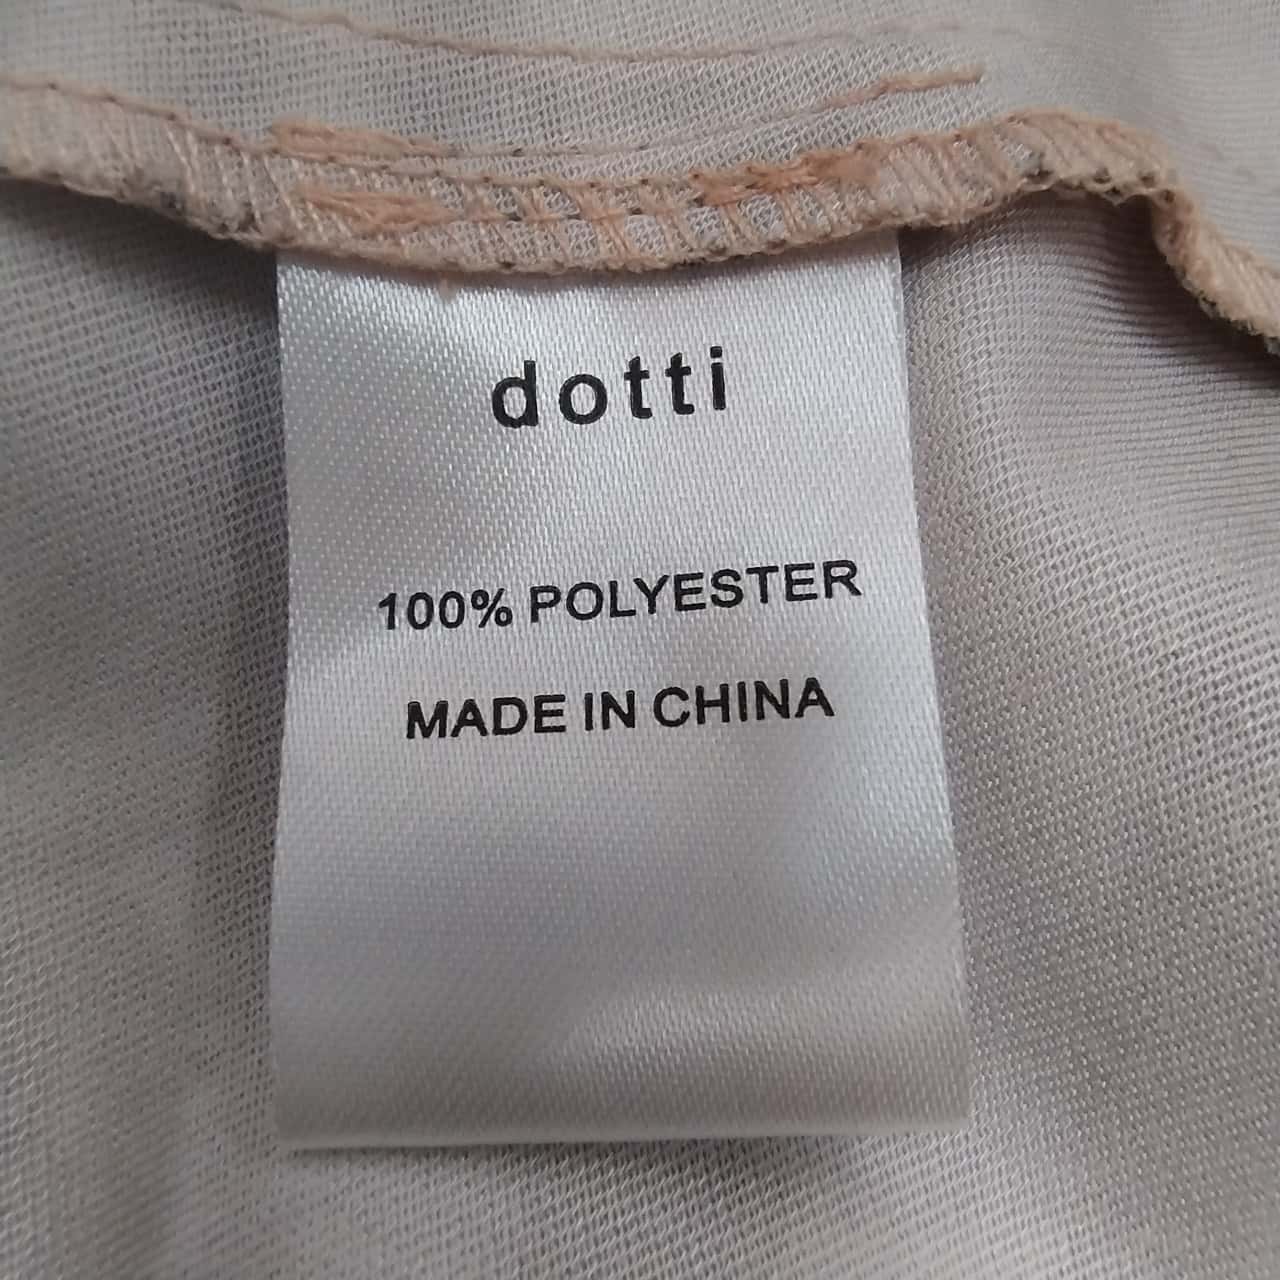 dotti
100% POLYESTER
MADE IN CHINA